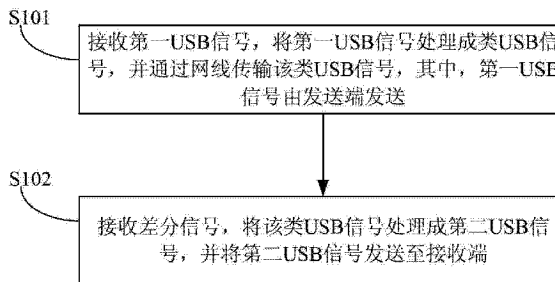 S101
接收第一USB信号，将第一USB信号处理成类USB信
号，并通过网线传输该类USB信号，其中，第一USB
信号由发送端发送
S102
接收差分信号，将该类USB信号处理成第二USB信
号，并将第二USB信号发送至接收端